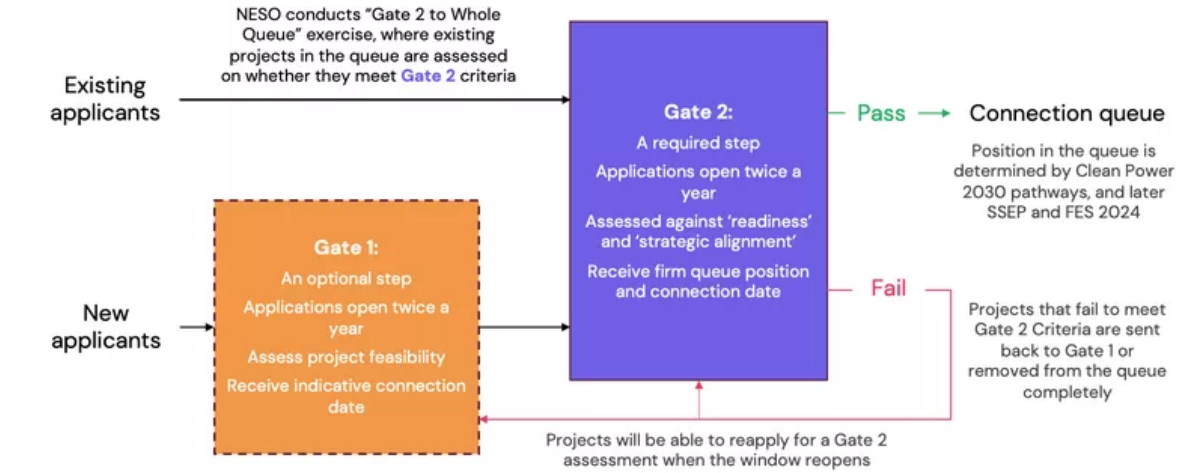 NESO conducts “Gate 2 to Whole
Queue” exercise, where existing
projects in the queue are assessed
on whether they meet Gate 2 criteria
Existing
applicants
Gate 2:
A required step
Applications open twice a
year
Assessed against ‘readiness’
and ‘strategic alignment’
Receive firm queue position
and connection date
Pass
Connection queue
Position in the queue is
determined by Clean Power
2030 pathways, and later
SSEP and FES 2024
New
applicants
Gate 1:
An optional step
Applications open twice a
year
Assess project feasibility
Receive indicative connection
date
Fail
Projects that fail to meet
Gate 2 Criteria are sent
back to Gate 1 or
removed from the queue
completely
Projects will be able to reapply for a Gate 2
assessment when the window reopens